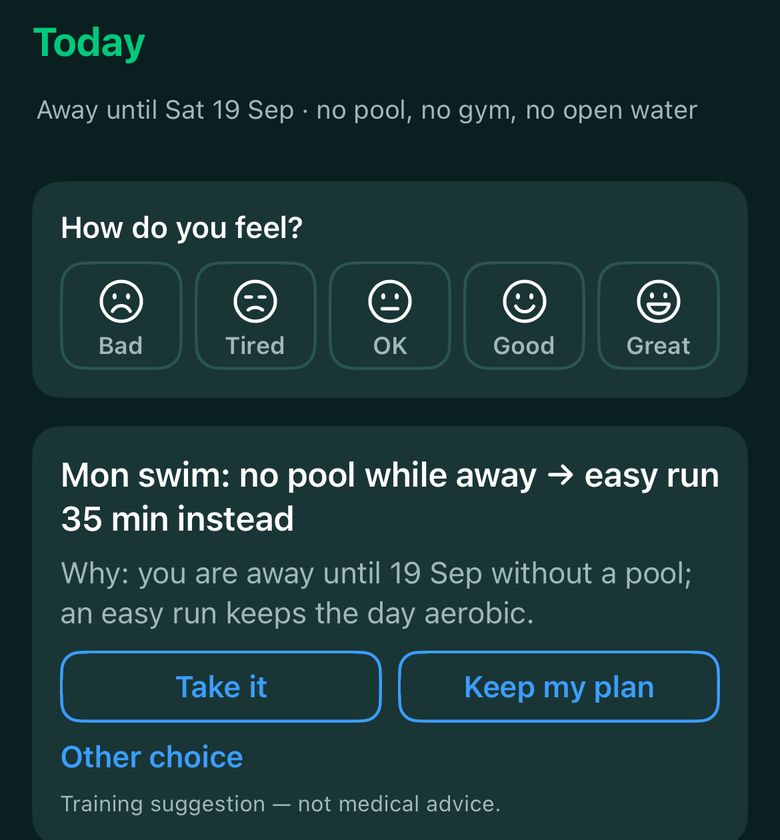 Today
Away until Sat 19 Sep · no pool, no gym, no open water
How do you feel?
Bad
Tired
OK
Good
Great
Mon swim: no pool while away → easy run
35 min instead
Why: you are away until 19 Sep without a pool;
an easy run keeps the day aerobic.
Take it
Keep my plan
Other choice
Training suggestion — not medical advice.